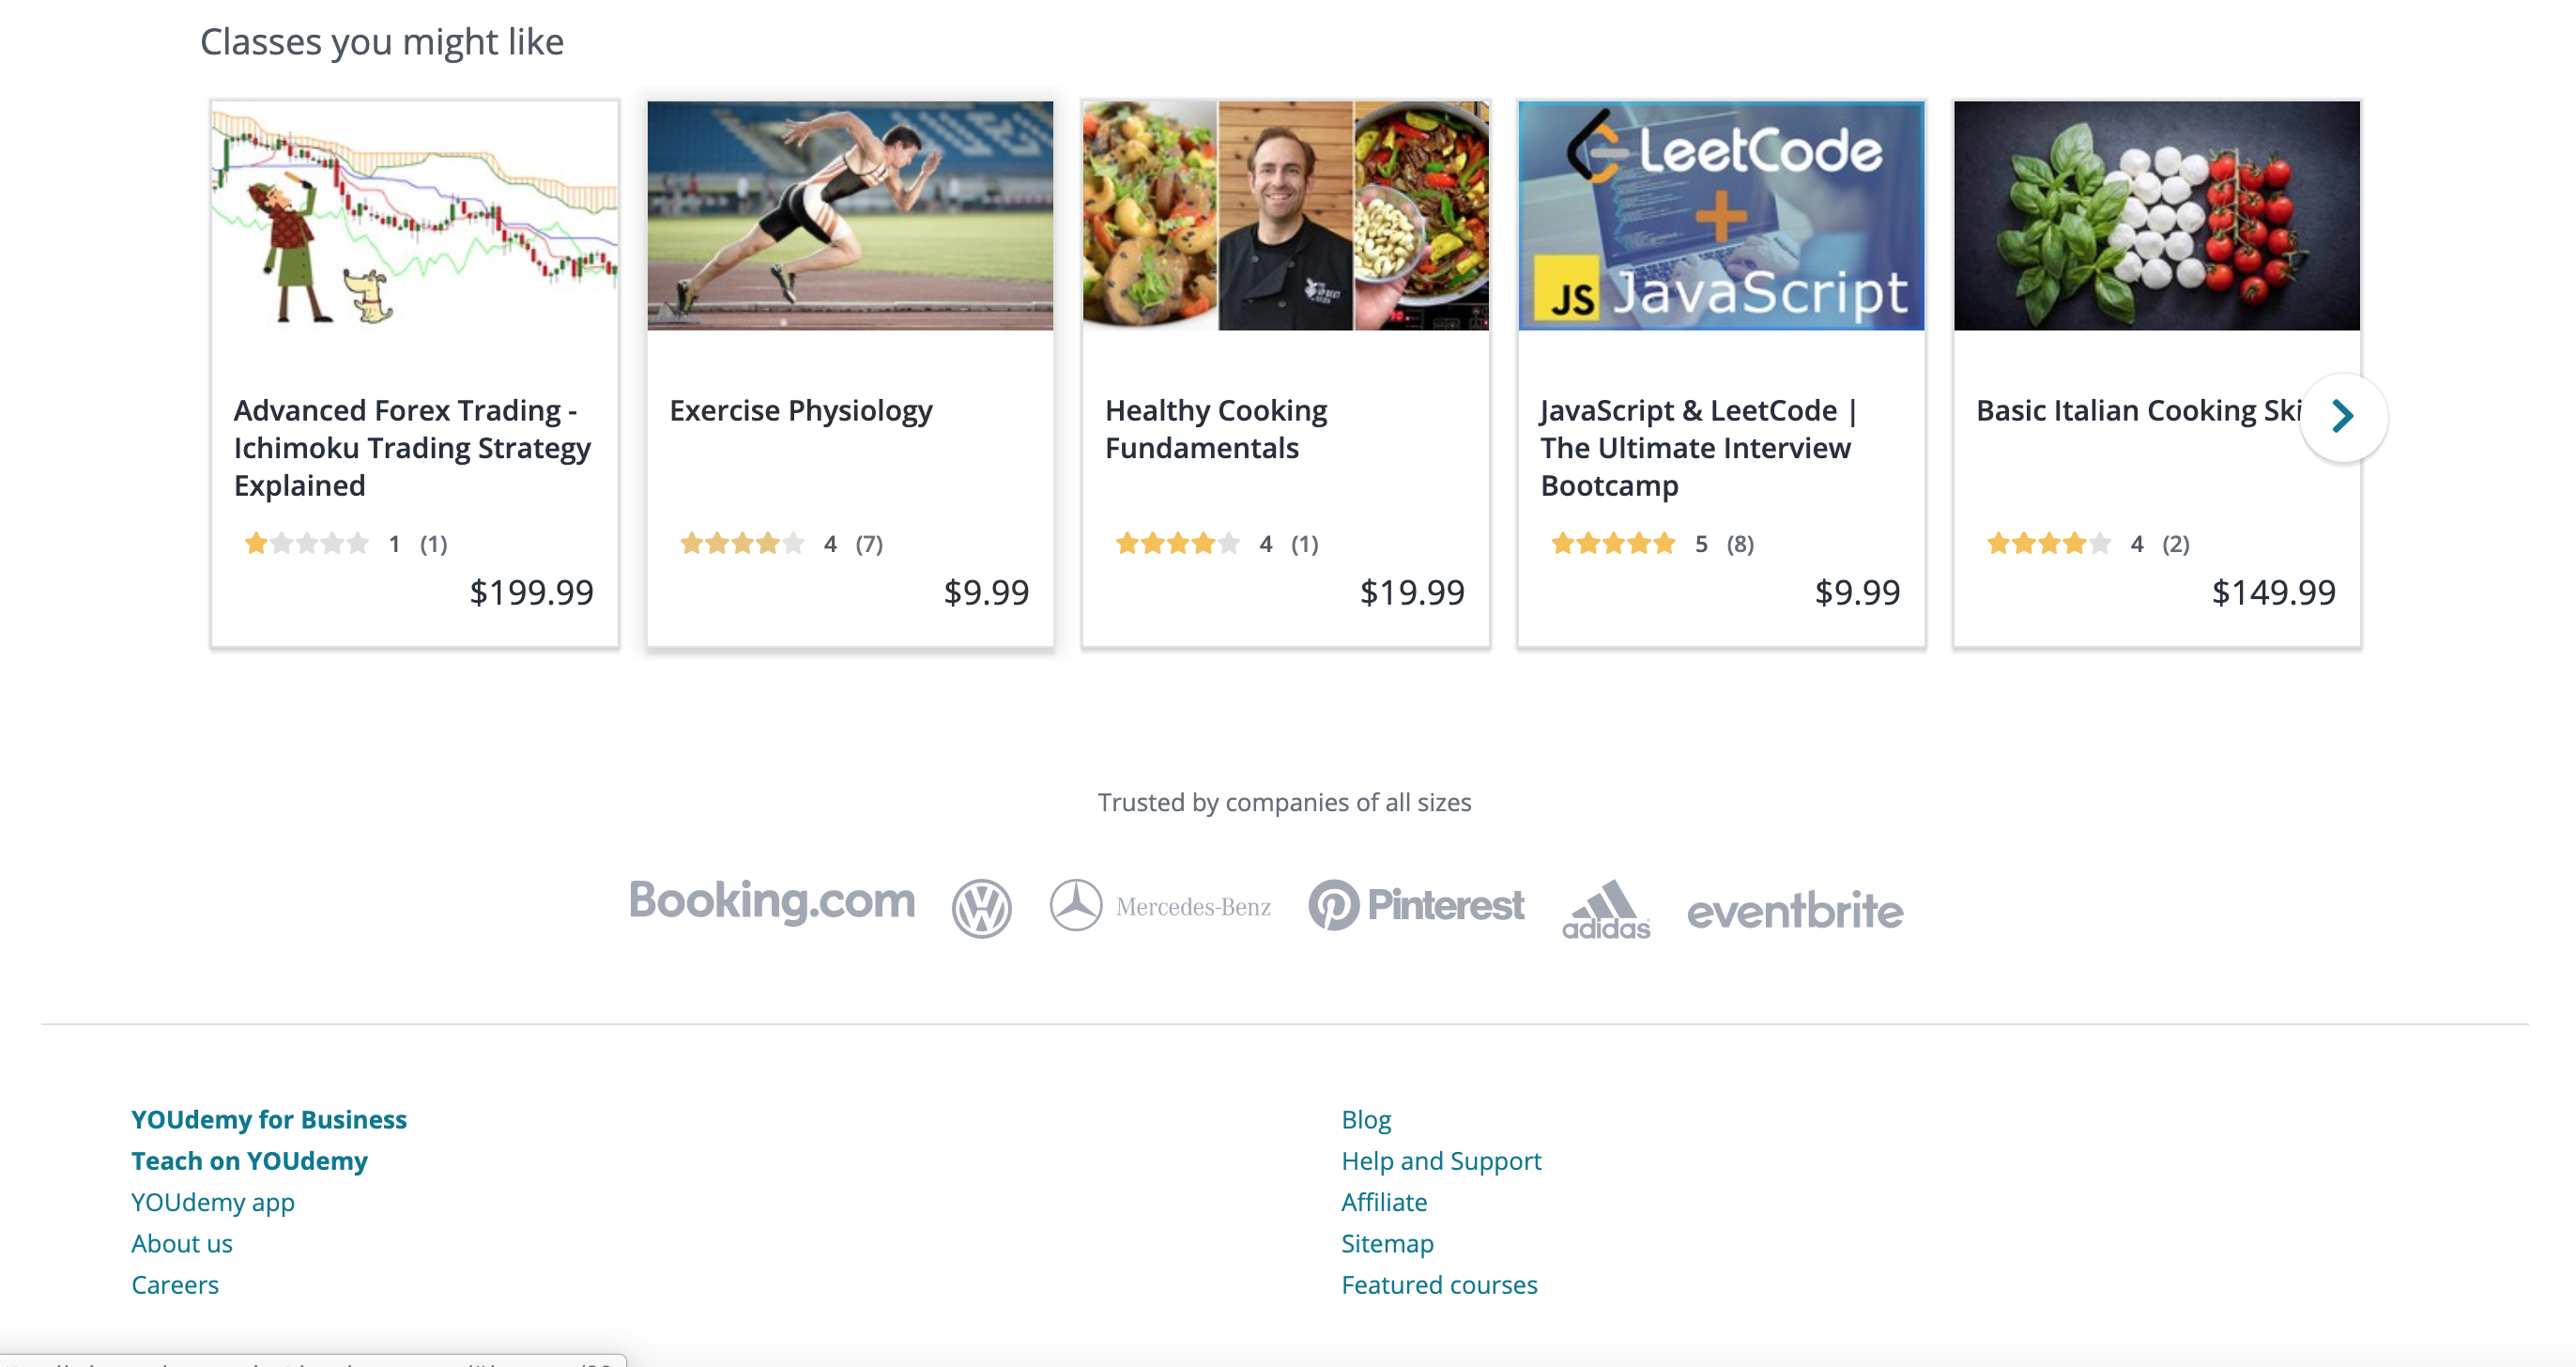 Classes you might like
LeetCode
+
JS JavaScript
Advanced Forex Trading -
Ichimoku Trading Strategy
Explained
1 (1)
$199.99
Exercise Physiology
4 (7)
$9.99
Healthy Cooking
Fundamentals
4 (1)
$19.99
JavaScript & LeetCode |
The Ultimate Interview
Bootcamp
5 (8)
$9.99
Basic Italian Cooking
4 (2)
$149.99
Trusted by companies of all sizes
Booking.com
Mercedes-Benz
Pinterest
adidas
eventbrite
YOUdemy for Business
Teach on YOUdemy
YOUdemy app
About us
Careers
Blog
Help and Support
Affiliate
Sitemap
Featured courses